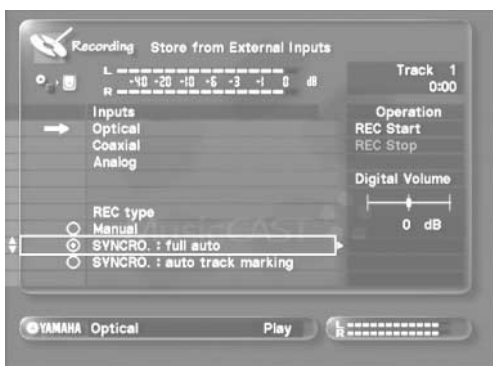 Recording Store from External Inputs
L
-40 -20 -10 -6 -3 -1 0 dB
R
Track 1
0:00
Inputs
Optical
Coaxial
Analog
Operation
REC Start
REC Stop
Digital Volume
0 dB
REC type
Manual
SYNCRO. : full auto
SYNCRO. : auto track marking
MusicCAST
YAMAHA Optical Play
L
R